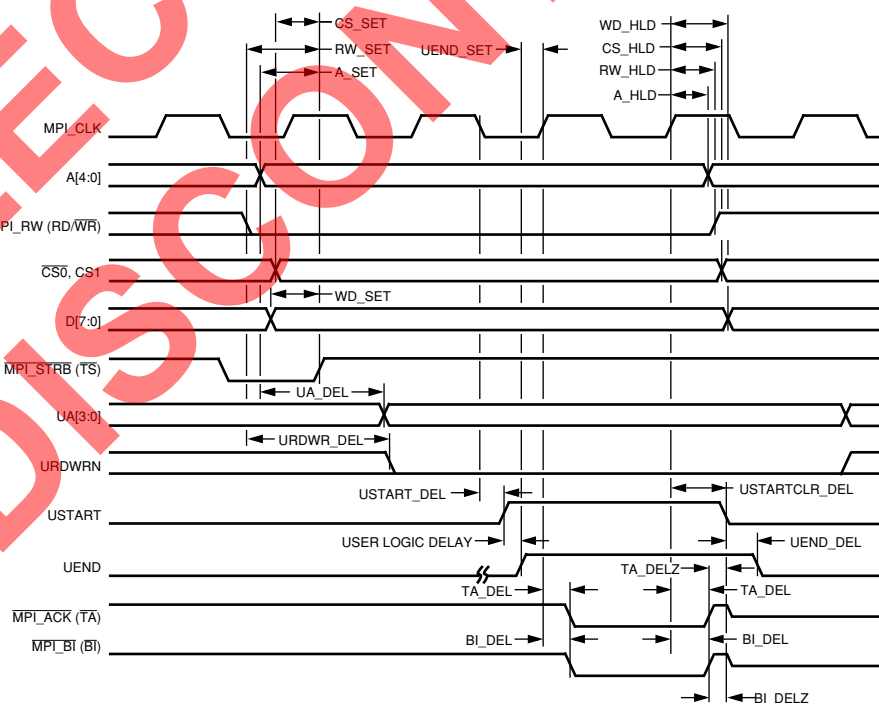 CS_SET
WD_HLD
RW_SET
UEND_SET
CS_HLD
A_SET
RW_HLD
A_HLD
MPI_CLK
A[4:0]
PI_RW (RD/WR)
CS0, CS1
WD_SET
D[7:0]
MPI_STRB (TS)
UA_DEL
UA[3:0]
URDWR_DEL
URDWRN
USTART_DEL
USTARTCLR_DEL
USTART
USER LOGIC DELAY
UEND_DEL
UEND
TA_DELZ
TA_DEL
TA_DEL
MPI_ACK (TA)
BI_DEL
BI_DEL
MPI_BI (BI)
BI_DELZ
DISCON